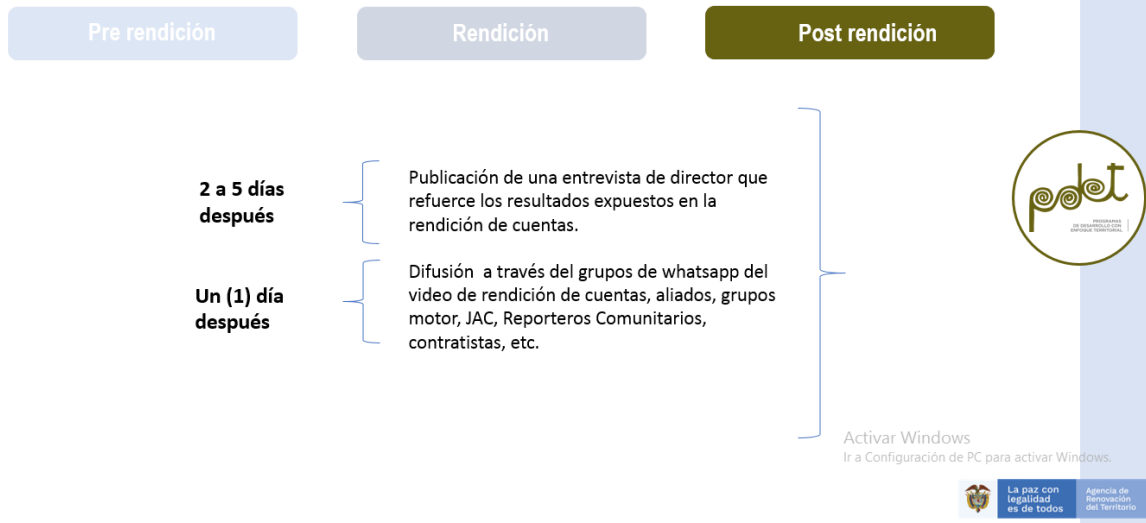 Pre rendición
Rendición
Post rendición
2 a 5 días
después
Publicación de una entrevista de director que
refuerce los resultados expuestos en la
rendición de cuentas.
Un (1) día
después
Difusión a través del grupos de whatsapp del
video de rendición de cuentas, aliados, grupos
motor, JAC, Reporteros Comunitarios,
contratistas, etc.
pdet
PROGRAMAS
DE DESARROLLO CON
ENFOQUE TERRITORIAL
Activar Windows
Ir a Configuración de PC para activar Windows.
La paz con
legalidad
es de todos
Agencia de
Renovación
del Territorio